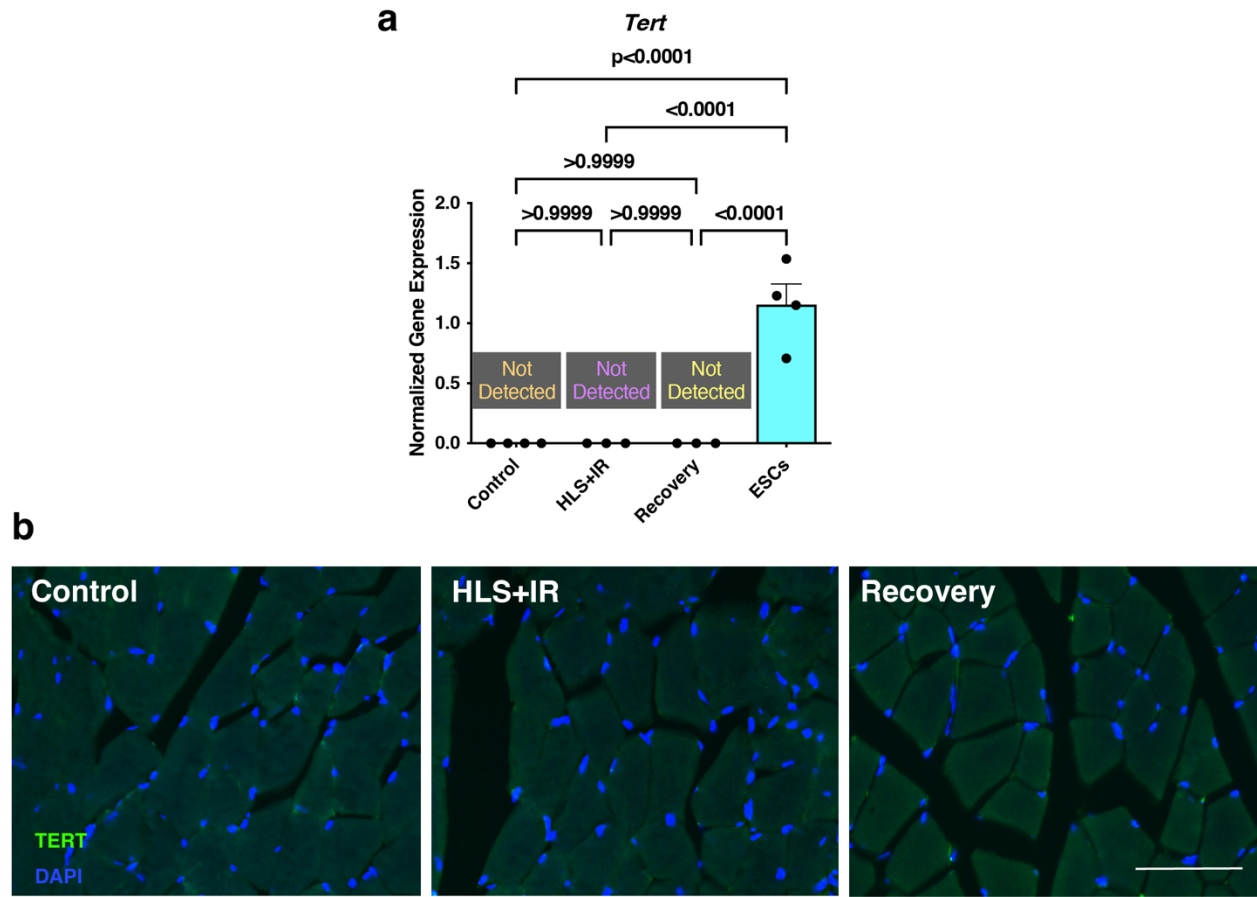 a
Tert
p<0.0001
<0.0001
>0.9999
>0.9999 >0.9999 <0.0001
Normalized Gene Expression
2.0
1.5
1.0
0.5
0.0
Not Detected
Not Detected
Not Detected
Control
HLS+IR
Recovery
ESCs
b
Control
HLS+IR
Recovery
TERT
DAPI